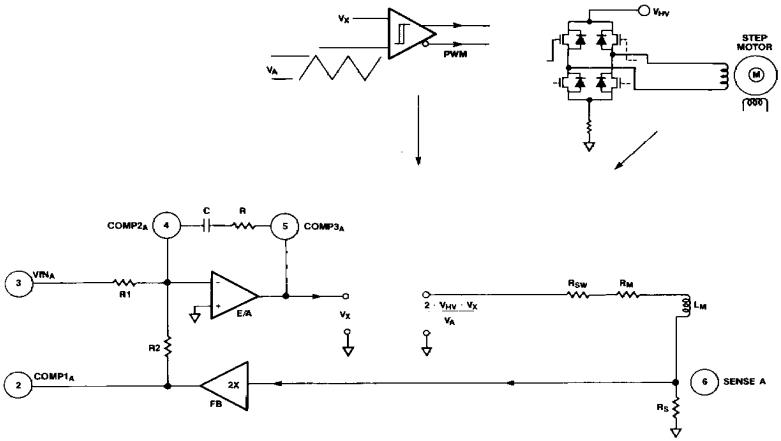 VX
VA
PWM
VHV
STEP
MOTOR
M
COMP2A
4
C
R
5
COMP3A
3
VINA
R1
E/A
VX
2 · VHV · VX
VA
RSW
RM
LM
R2
2
COMP1A
2X
FB
6
SENSE A
RS